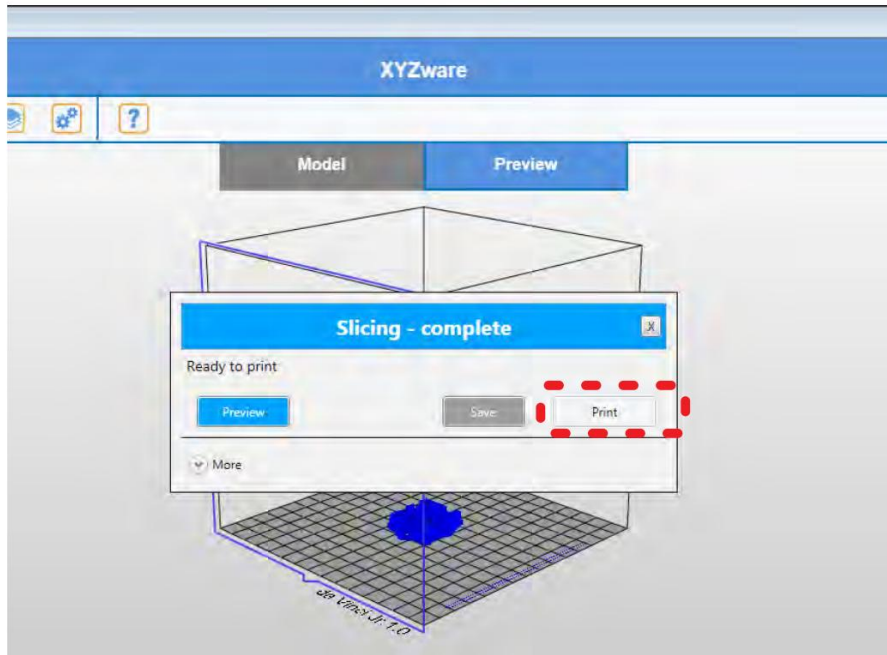 XYZware
?
Model Preview
Slicing - complete X
Ready to print
Preview Save Print
More
da Vinci Jr. 1.0